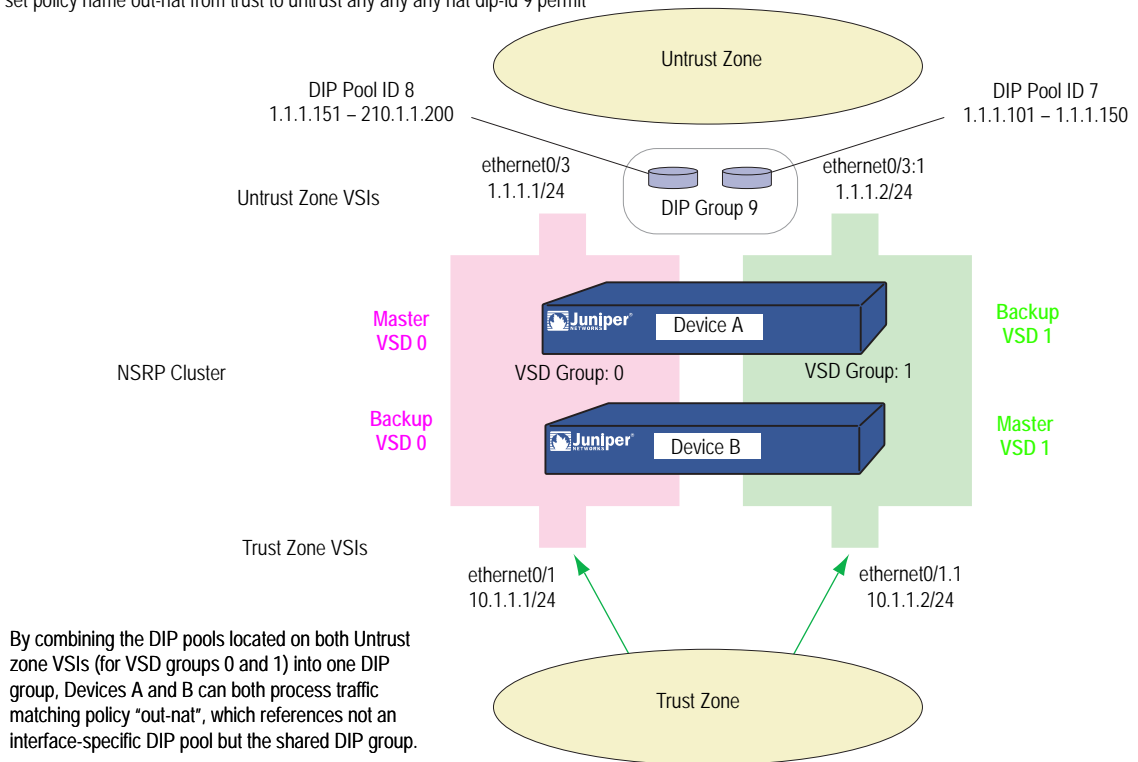 set policy name out-nat from trust to untrust any any any nat dip-id 9 permit
Untrust Zone
DIP Pool ID 8
1.1.1.151 – 210.1.1.200
DIP Pool ID 7
1.1.1.101 – 1.1.1.150
ethernet0/3
1.1.1.1/24
ethernet0/3:1
1.1.1.2/24
Untrust Zone VSIs
DIP Group 9
Master
VSD 0
Juniper®
NETWORKS
Device A
Backup
VSD 1
NSRP Cluster
VSD Group: 0
VSD Group: 1
Backup
VSD 0
Juniper®
NETWORKS
Device B
Master
VSD 1
Trust Zone VSIs
ethernet0/1
10.1.1.1/24
ethernet0/1.1
10.1.1.2/24
By combining the DIP pools located on both Untrust
zone VSIs (for VSD groups 0 and 1) into one DIP
group, Devices A and B can both process traffic
matching policy “out-nat”, which references not an
interface-specific DIP pool but the shared DIP group.
Trust Zone